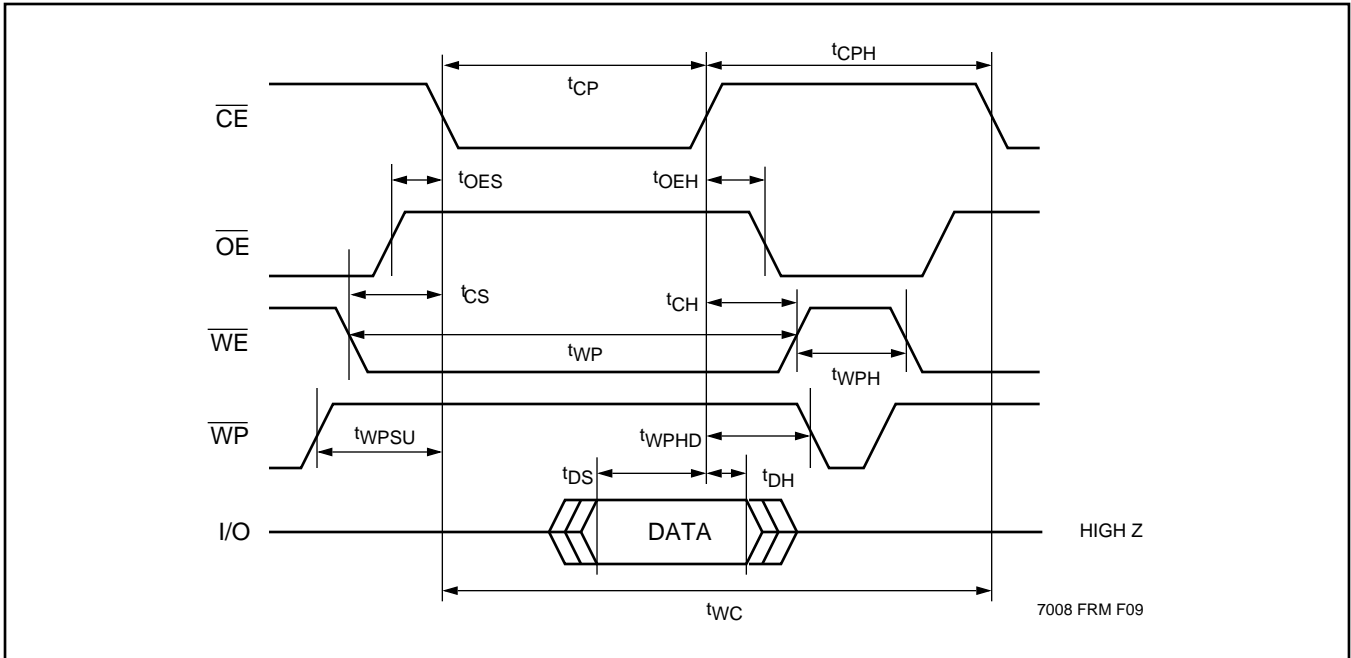 tCPH
tCP
CE
tOES
tOEH
OE
tCS
tCH
WE
tWP
tWPH
WP
tWPSU
tWPHD
tDS
tDH
I/O
DATA
HIGH Z
tWC
7008 FRM F09